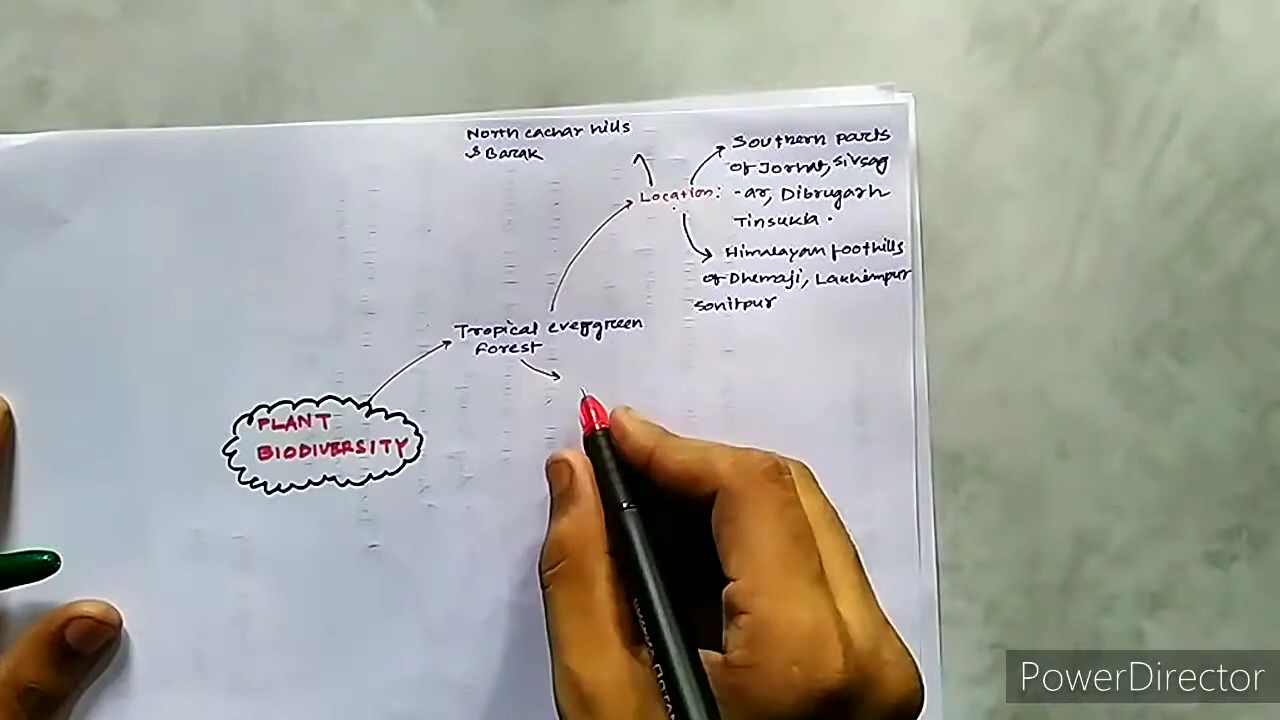 North cachar hills
& Barak
Southern parts
of Jorhat, Sivsag
Location: -ar, Dibrugarh
Tinsukia.
Himalayan foothills
of Dhemaji, Lakhimpur
Sonitpur
Tropical evergreen
forest
PLANT
BIODIVERSITY
PowerDirector